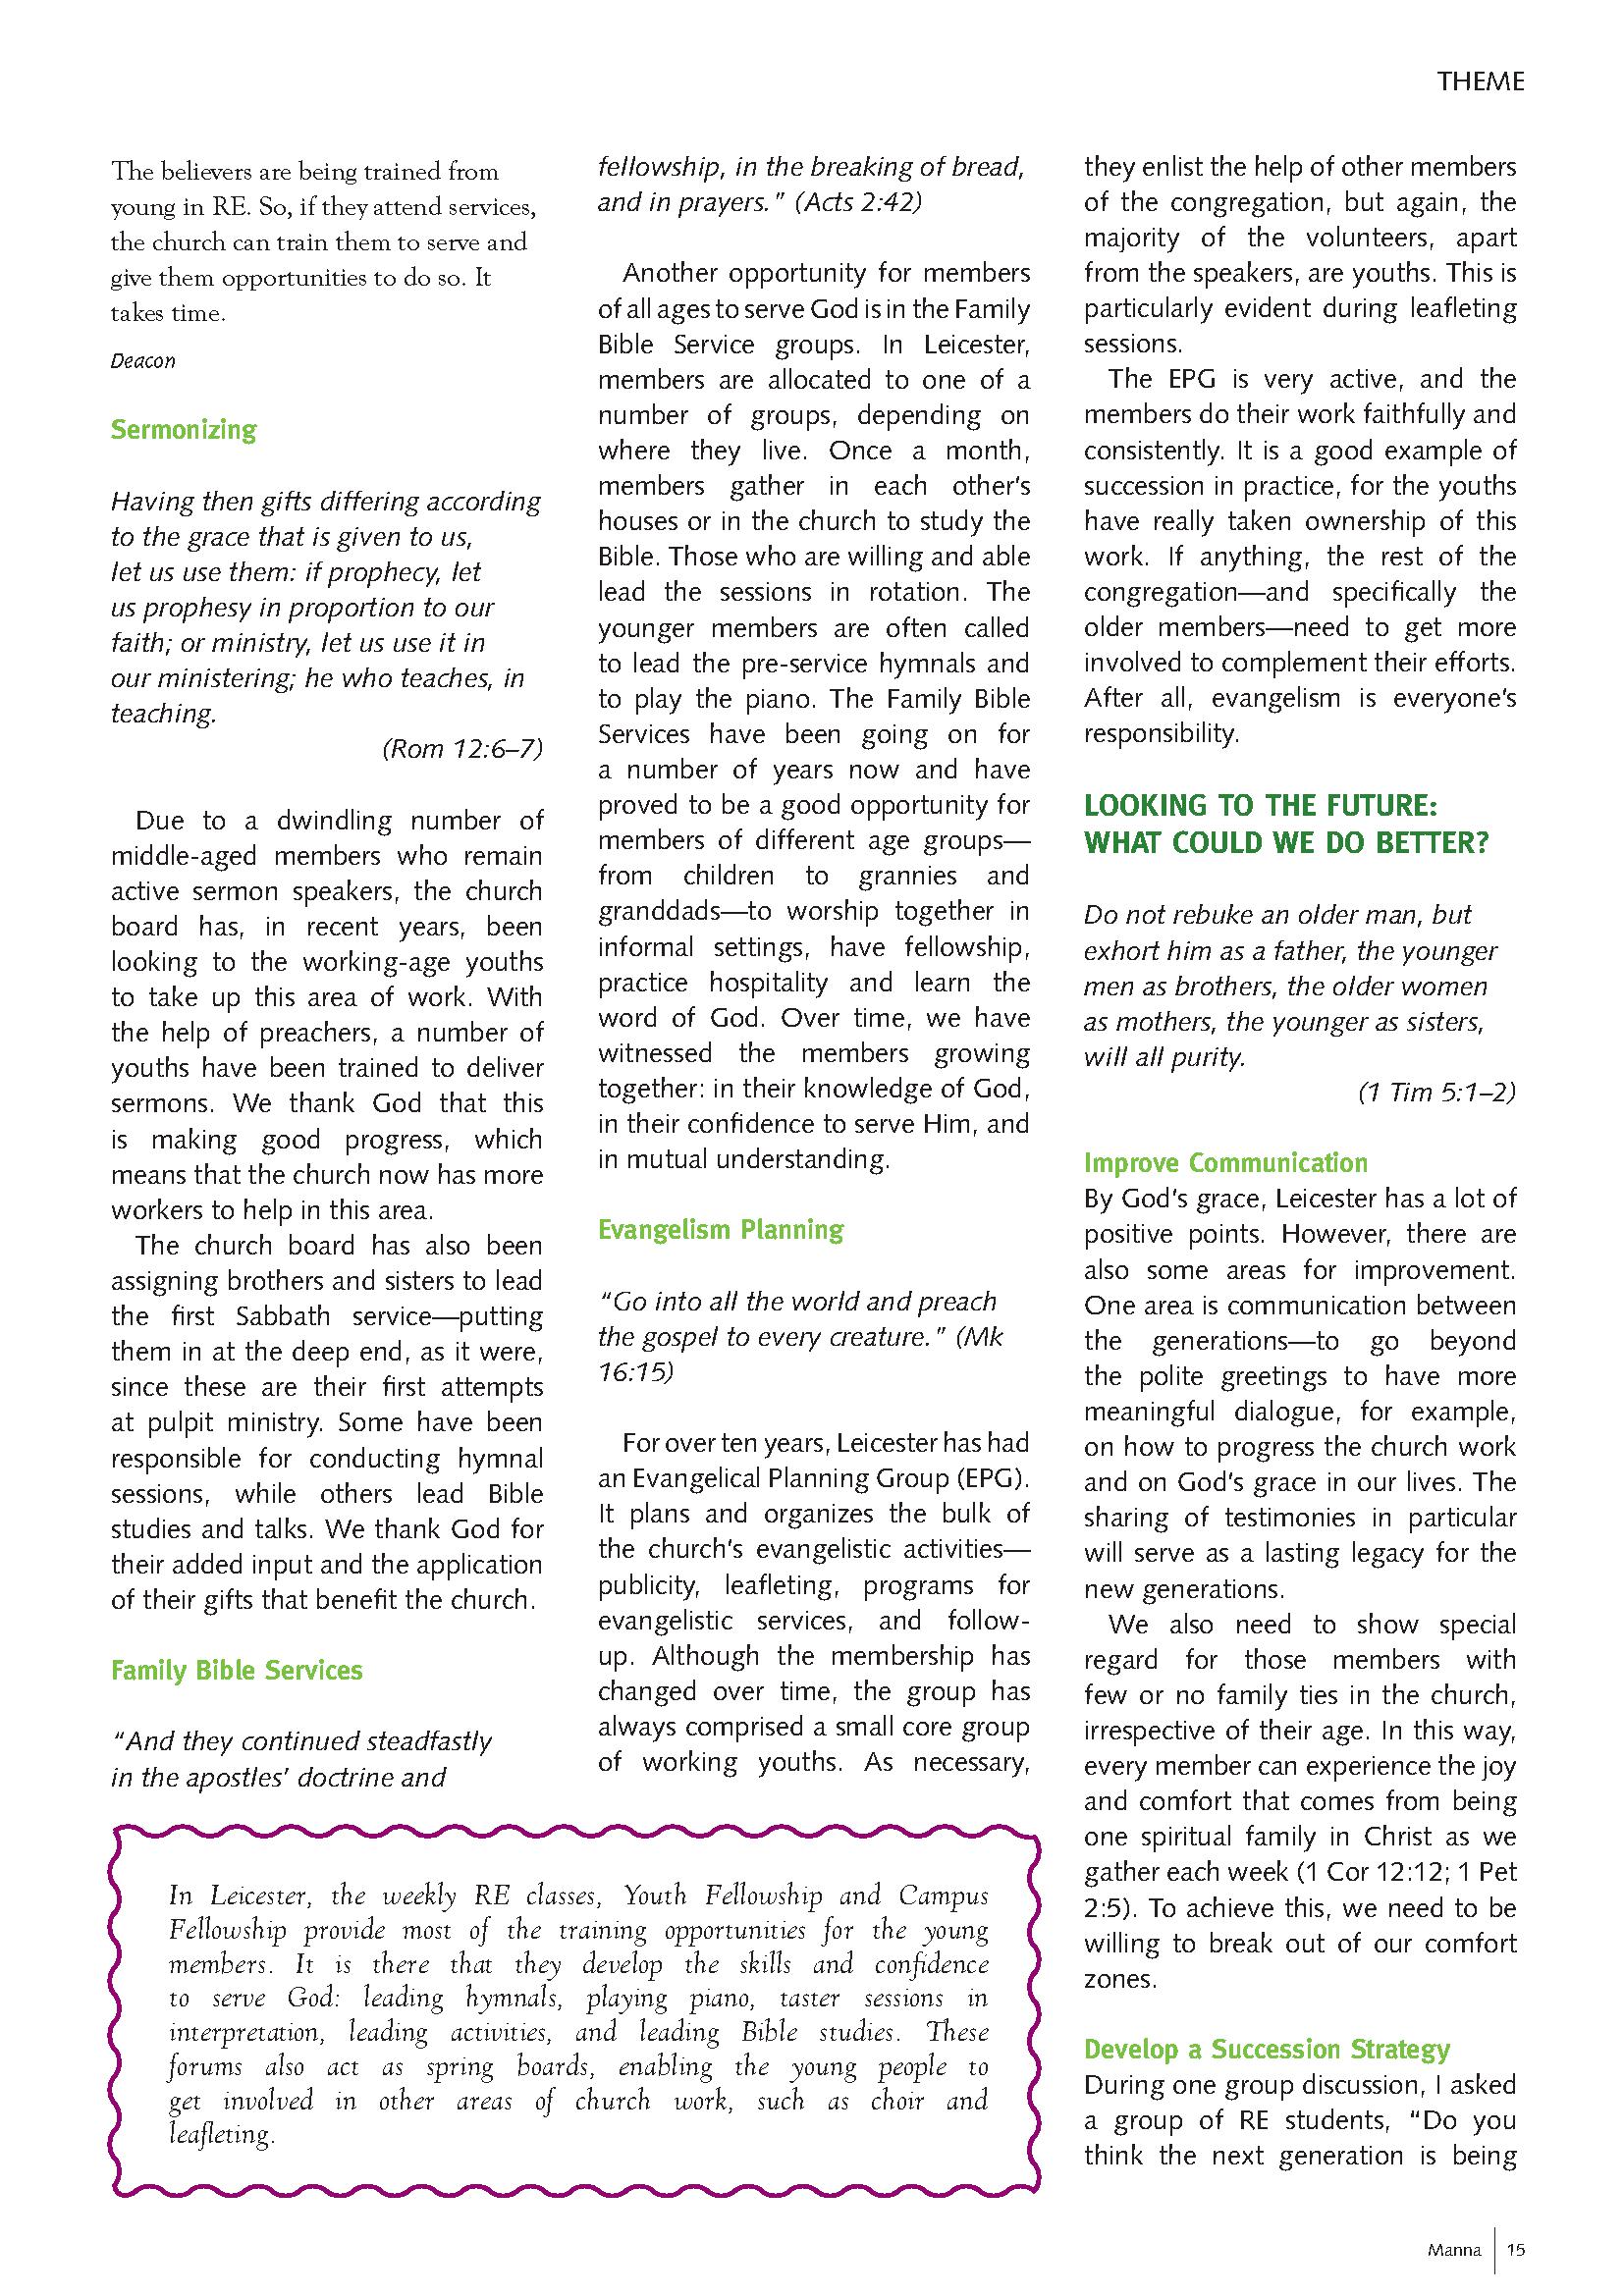 THEME
The believers are being trained from
young in RE. So, if they attend services,
the church can train them to serve and
give them opportunities to do so. It
takes time.
Deacon
Sermonizing
Having then gifts differing according
to the grace that is given to us,
let us use them: if prophecy, let
us prophesy in proportion to our
faith; or ministry, let us use it in
our ministering; he who teaches, in
teaching.
(Rom 12:6–7)
Due to a dwindling number of
middle-aged members who remain
active sermon speakers, the church
board has, in recent years, been
looking to the working-age youths
to take up this area of work. With
the help of preachers, a number of
youths have been trained to deliver
sermons. We thank God that this
is making good progress, which
means that the church now has more
workers to help in this area.
The church board has also been
assigning brothers and sisters to lead
the first Sabbath service—putting
them in at the deep end, as it were,
since these are their first attempts
at pulpit ministry. Some have been
responsible for conducting hymnal
sessions, while others lead Bible
studies and talks. We thank God for
their added input and the application
of their gifts that benefit the church.
Family Bible Services
“And they continued steadfastly
in the apostles’ doctrine and
fellowship, in the breaking of bread,
and in prayers.” (Acts 2:42)
Another opportunity for members
of all ages to serve God is in the Family
Bible Service groups. In Leicester,
members are allocated to one of a
number of groups, depending on
where they live. Once a month,
members gather in each other’s
houses or in the church to study the
Bible. Those who are willing and able
lead the sessions in rotation. The
younger members are often called
to lead the pre-service hymnals and
to play the piano. The Family Bible
Services have been going on for
a number of years now and have
proved to be a good opportunity for
members of different age groups—
from children to grannies and
granddads—to worship together in
informal settings, have fellowship,
practice hospitality and learn the
word of God. Over time, we have
witnessed the members growing
together: in their knowledge of God,
in their confidence to serve Him, and
in mutual understanding.
Evangelism Planning
“Go into all the world and preach
the gospel to every creature.” (Mk
16:15)
For over ten years, Leicester has had
an Evangelical Planning Group (EPG).
It plans and organizes the bulk of
the church’s evangelistic activities—
publicity, leafleting, programs for
evangelistic services, and follow-
up. Although the membership has
changed over time, the group has
always comprised a small core group
of working youths. As necessary,
they enlist the help of other members
of the congregation, but again, the
majority of the volunteers, apart
from the speakers, are youths. This is
particularly evident during leafleting
sessions.
The EPG is very active, and the
members do their work faithfully and
consistently. It is a good example of
succession in practice, for the youths
have really taken ownership of this
work. If anything, the rest of the
congregation—and specifically the
older members—need to get more
involved to complement their efforts.
After all, evangelism is everyone’s
responsibility.
LOOKING TO THE FUTURE:
WHAT COULD WE DO BETTER?
Do not rebuke an older man, but
exhort him as a father, the younger
men as brothers, the older women
as mothers, the younger as sisters,
will all purity.
(1 Tim 5:1–2)
Improve Communication
By God’s grace, Leicester has a lot of
positive points. However, there are
also some areas for improvement.
One area is communication between
the generations—to go beyond
the polite greetings to have more
meaningful dialogue, for example,
on how to progress the church work
and on God’s grace in our lives. The
sharing of testimonies in particular
will serve as a lasting legacy for the
new generations.
We also need to show special
regard for those members with
few or no family ties in the church,
irrespective of their age. In this way,
every member can experience the joy
and comfort that comes from being
one spiritual family in Christ as we
gather each week (1 Cor 12:12; 1 Pet
2:5). To achieve this, we need to be
willing to break out of our comfort
zones.
Develop a Succession Strategy
During one group discussion, I asked
a group of RE students, “Do you
think the next generation is being
In Leicester, the weekly RE classes, Youth Fellowship and Campus
Fellowship provide most of the training opportunities for the young
members. It is there that they develop the skills and confidence
to serve God: leading hymnals, playing piano, taster sessions in
interpretation, leading activities, and leading Bible studies. These
forums also act as spring boards, enabling the young people to
get involved in other areas of church work, such as choir and
leafleting.
Manna 15